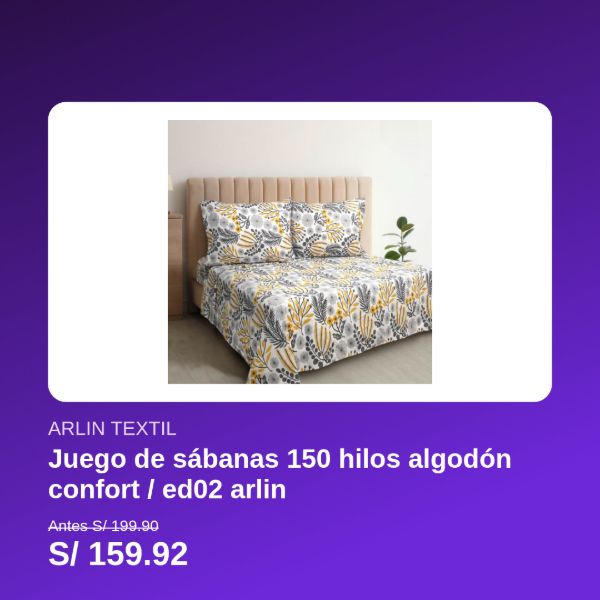 ARLIN TEXTIL
Juego de sábanas 150 hilos algodón
confort / ed02 arlin
Antes S/ 199.90
S/ 159.92